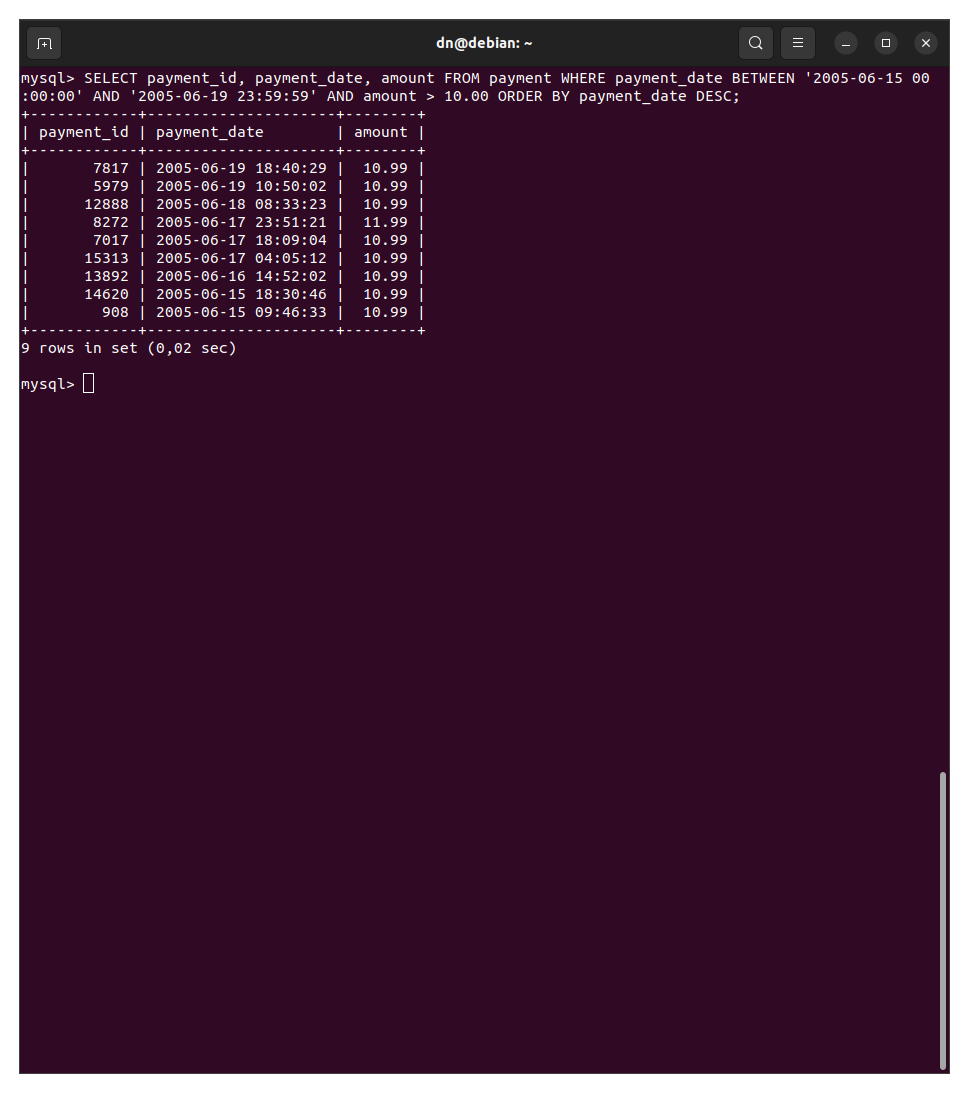 dn@debian: ~
mysql> SELECT payment_id, payment_date, amount FROM payment WHERE payment_date BETWEEN '2005-06-15 00
:00:00' AND '2005-06-19 23:59:59' AND amount > 10.00 ORDER BY payment_date DESC;
+------------+---------------------+--------+
| payment_id | payment_date        | amount |
+------------+---------------------+--------+
|       7817 | 2005-06-19 18:40:29 |  10.99 |
|       5979 | 2005-06-19 10:50:02 |  10.99 |
|      12888 | 2005-06-18 08:33:23 |  10.99 |
|       8272 | 2005-06-17 23:51:21 |  11.99 |
|       7017 | 2005-06-17 18:09:04 |  10.99 |
|      15313 | 2005-06-17 04:05:12 |  10.99 |
|      13892 | 2005-06-16 14:52:02 |  10.99 |
|      14620 | 2005-06-15 18:30:46 |  10.99 |
|        908 | 2005-06-15 09:46:33 |  10.99 |
+------------+---------------------+--------+
9 rows in set (0,02 sec)
mysql>